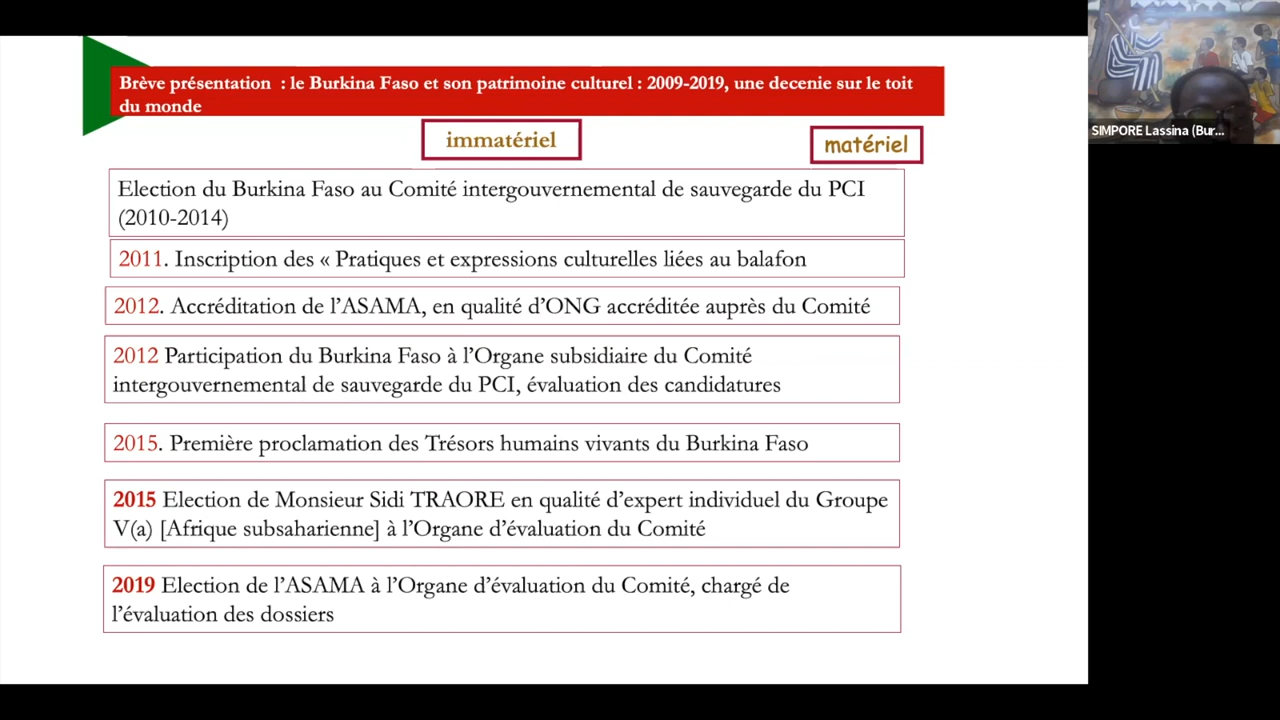 Brève présentation : le Burkina Faso et son patrimoine culturel : 2009-2019, une decenie sur le toit
du monde
immatériel
matériel
Election du Burkina Faso au Comité intergouvernemental de sauvegarde du PCI
(2010-2014)
2011. Inscription des « Pratiques et expressions culturelles liées au balafon
2012. Accréditation de l'ASAMA, en qualité d'ONG accréditée auprès du Comité
2012 Participation du Burkina Faso à l'Organe subsidiaire du Comité
intergouvernemental de sauvegarde du PCI, évaluation des candidatures
2015. Première proclamation des Trésors humains vivants du Burkina Faso
2015 Election de Monsieur Sidi TRAORE en qualité d'expert individuel du Groupe
V(a) [Afrique subsaharienne] à l'Organe d'évaluation du Comité
2019 Election de l'ASAMA à l'Organe d'évaluation du Comité, chargé de
l'évaluation des dossiers
SIMPORE Lassina (Bur...